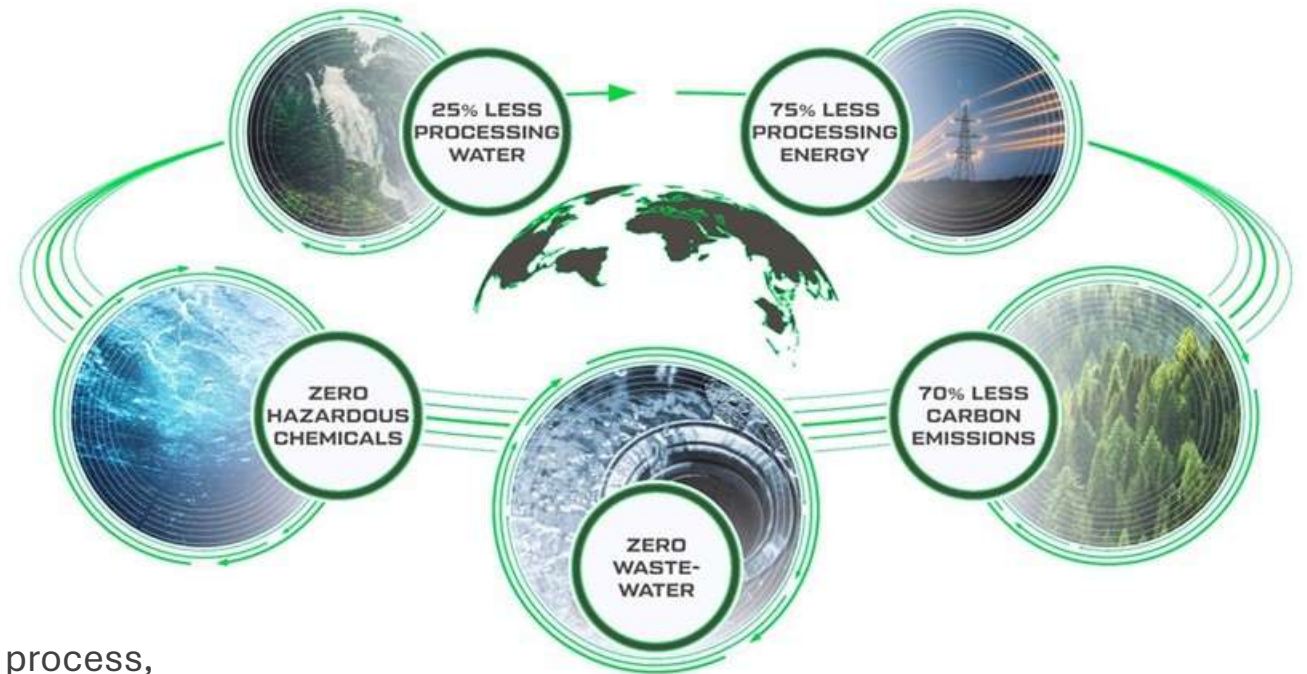 25% LESS
PROCESSING
WATER
75% LESS
PROCESSING
ENERGY
ZERO
HAZARDOUS
CHEMICALS
70% LESS
CARBON
EMISSIONS
ZERO
WASTE-
WATER
process,